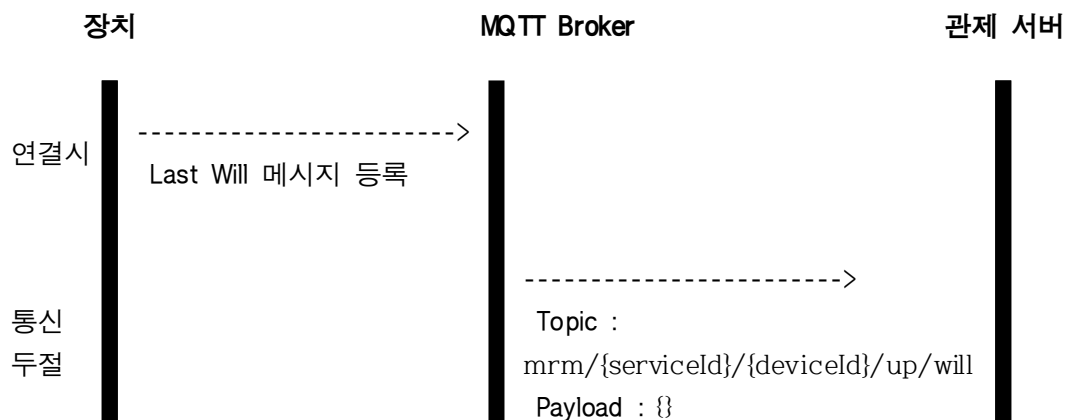 장치 MQTT Broker 관제 서버
연결시
----------------------->
Last Will 메시지 등록
----------------------->
통신
두절
Topic :
mrm/{serviceId}/{deviceId}/up/will
Payload : {}